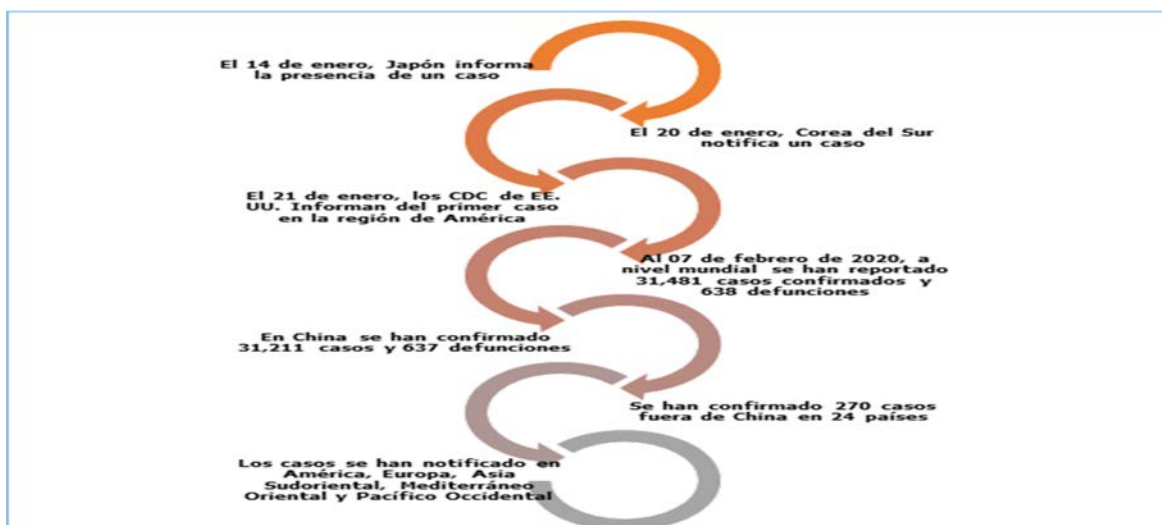 El 14 de enero, Japón informa
la presencia de un caso
El 20 de enero, Corea del Sur
notifica un caso
El 21 de enero, los CDC de EE.
UU. Informan del primer caso
en la región de América
Al 07 de febrero de 2020, a
nivel mundial se han reportado
31,481 casos confirmados y
638 defunciones
En China se han confirmado
31,211 casos y 637 defunciones
Se han confirmado 270 casos
fuera de China en 24 países
Los casos se han notificado en
América, Europa, Asia
Sudoriental, Mediterráneo
Oriental y Pacífico Occidental